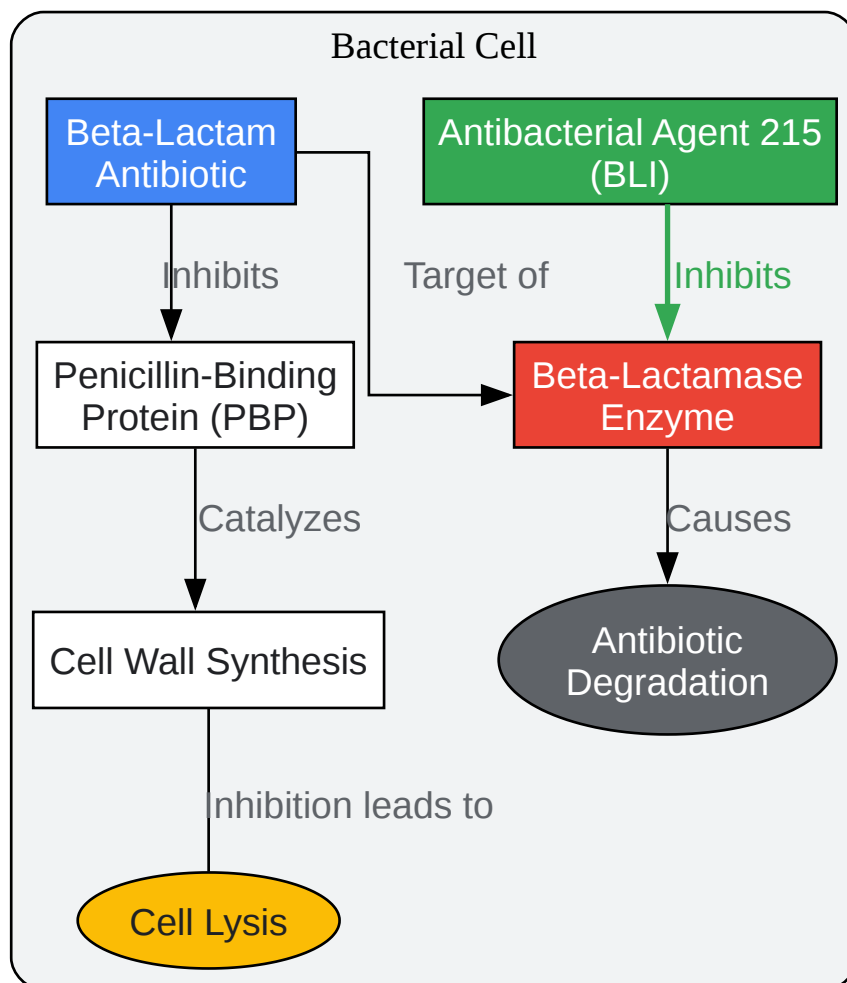 Bacterial Cell
Beta-Lactam
Antibiotic
Antibacterial Agent 215
(BLI)
Inhibits
Target of
Inhibits
Penicillin-Binding
Protein (PBP)
Beta-Lactamase
Enzyme
Catalyzes
Causes
Cell Wall Synthesis
Antibiotic
Degradation
Inhibition leads to
Cell Lysis